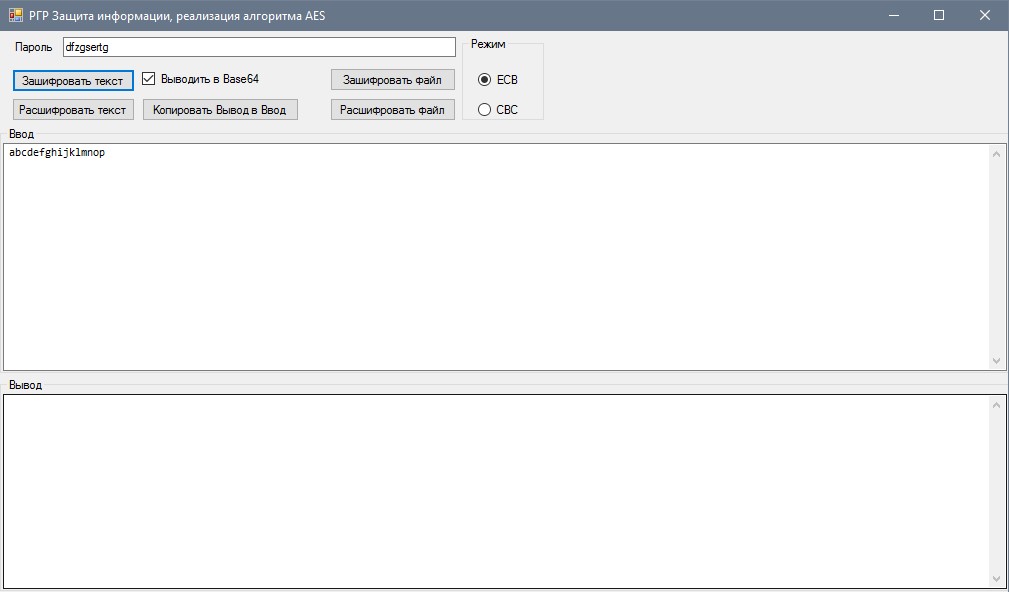 РГР Защита информации, реализация алгоритма AES
Пароль dfzgsertg
Режим
Зашифровать текст Выводить в Base64 Зашифровать файл ECB
Расшифровать текст Копировать Вывод в Ввод Расшифровать файл CBC
Ввод
abcdefghijklmnop
Вывод